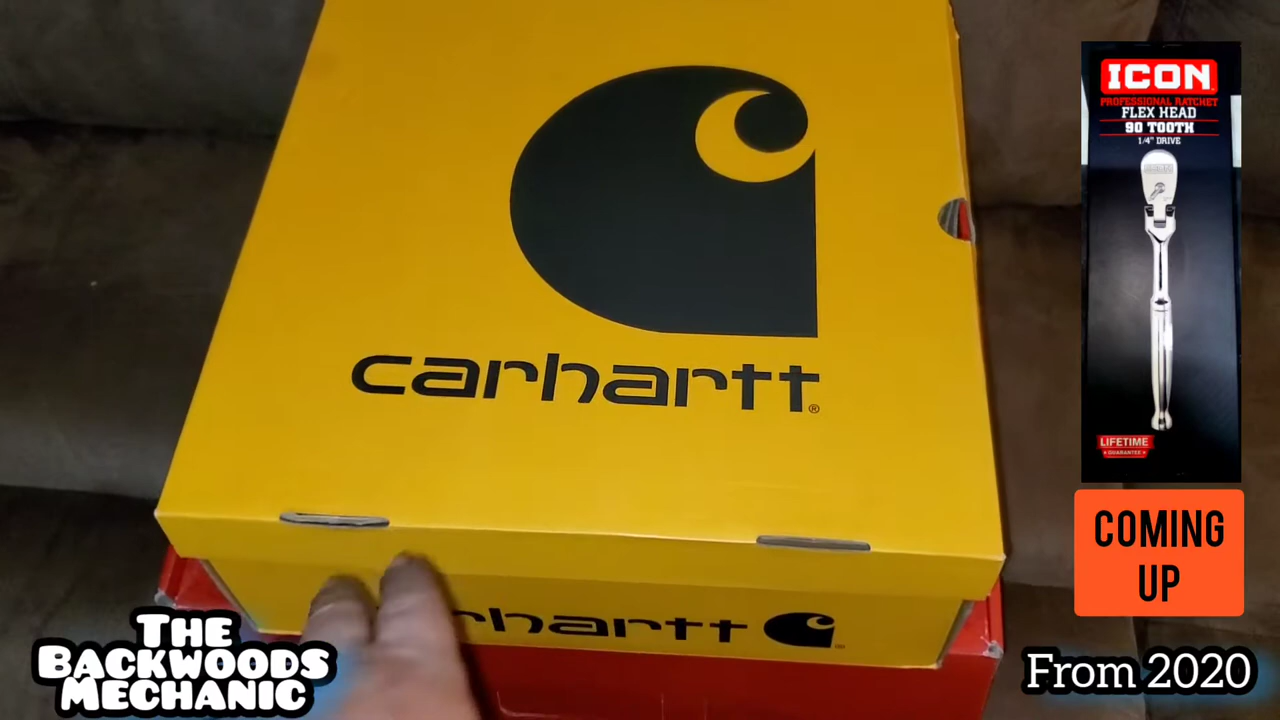 carhartt
®
rhartt
ICON
PROFESSIONAL RATCHET
FLEX HEAD
90 TOOTH
1/4" DRIVE
LIFETIME
GUARANTEE
COMING
UP
THE
BACKWOODS
MECHANIC
From 2020